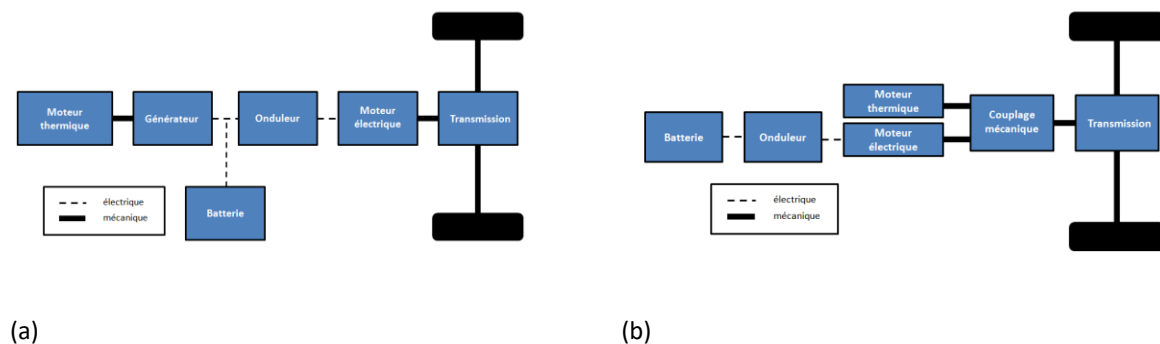 Moteur
thermique
Générateur
Onduleur
Moteur
électrique
Transmission
électrique
mécanique
Batterie
(a)
Batterie
Onduleur
Moteur
thermique
Moteur
électrique
Couplage
mécanique
Transmission
électrique
mécanique
(b)